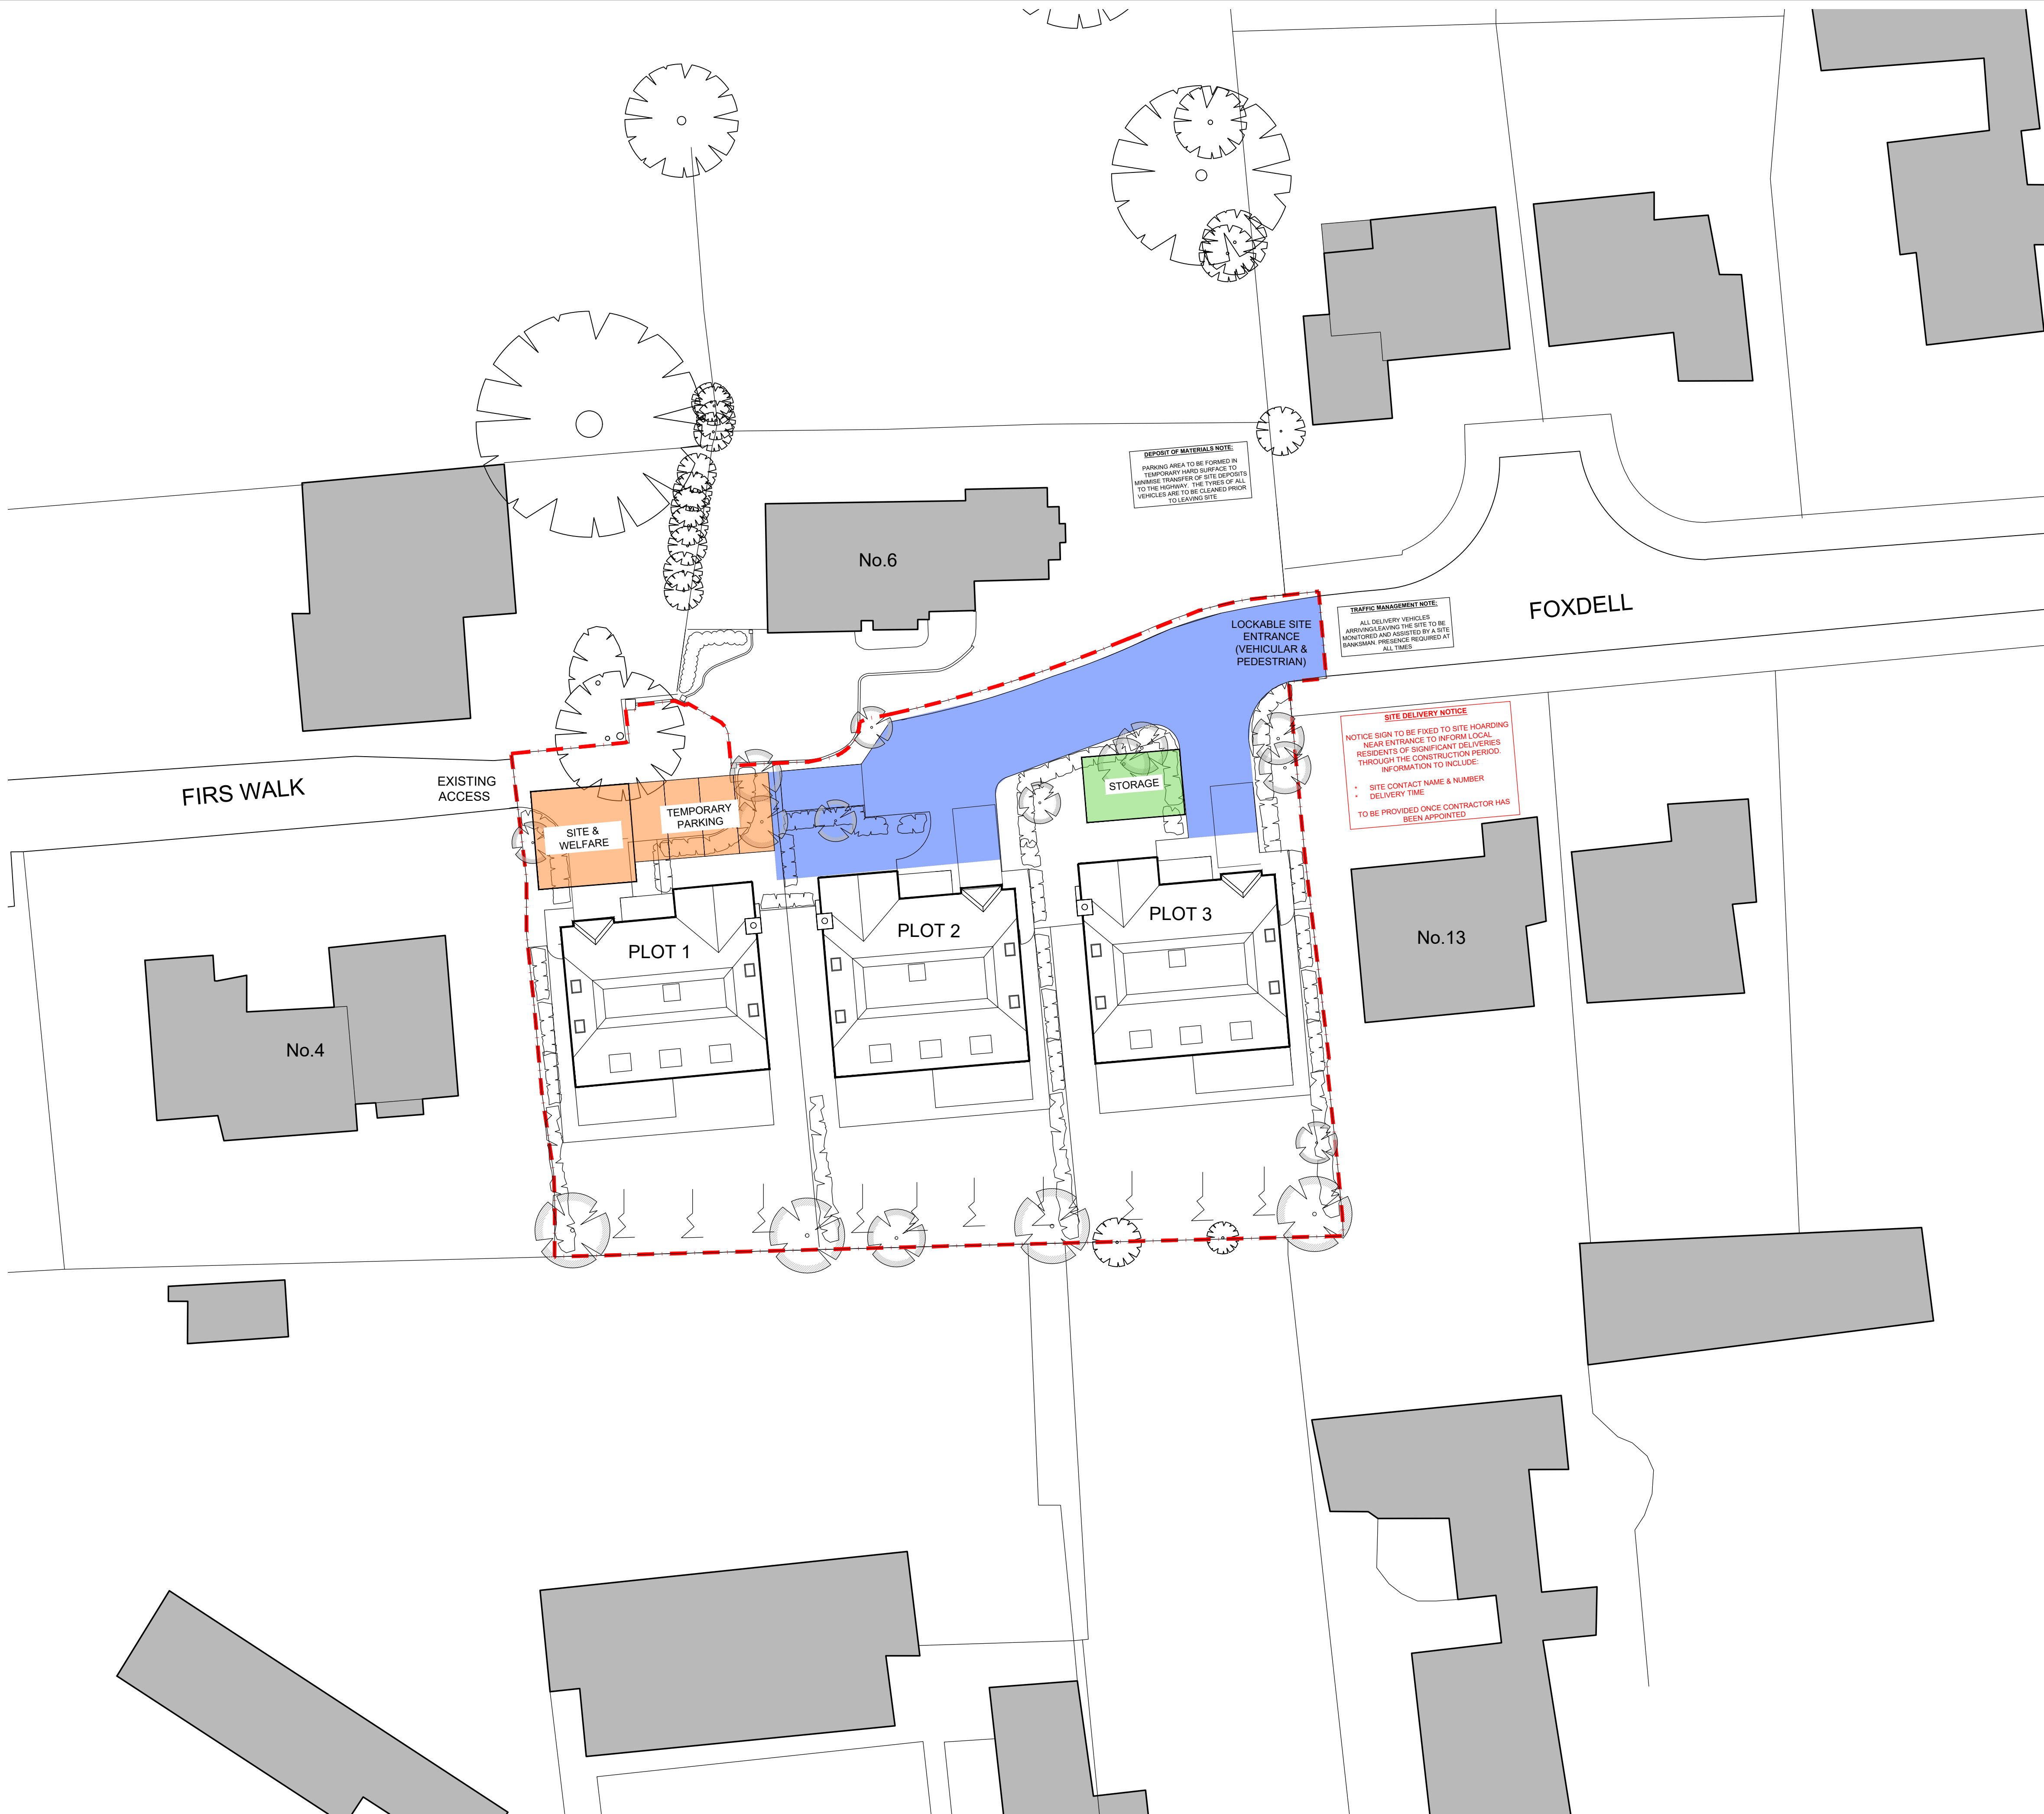 DEPOSIT OF MATERIALS NOTE:
PARKING AREA TO BE FORMED IN
TEMPORARY HARD SURFACE TO
MINIMISE TRANSFER OF SITE DEPOSITS
TO THE HIGHWAY. THE TYRES OF ALL
VEHICLES ARE TO BE CLEANED PRIOR
TO LEAVING SITE
No.6
FOXDELL
TRAFFIC MANAGEMENT NOTE:
ALL DELIVERY VEHICLES
ARRIVING/LEAVING THE SITE TO BE
MONITORED AND ASSISTED BY A SITE
BANKSMAN. PRESENCE REQUIRED AT
ALL TIMES
LOCKABLE SITE
ENTRANCE
(VEHICULAR &
PEDESTRIAN)
SITE DELIVERY NOTICE
NOTICE SIGN TO BE FIXED TO SITE HOARDING
NEAR ENTRANCE TO INFORM LOCAL
RESIDENTS OF SIGNIFICANT DELIVERIES
THROUGH THE CONSTRUCTION PERIOD.
INFORMATION TO INCLUDE:
* SITE CONTACT NAME & NUMBER
* DELIVERY TIME
TO BE PROVIDED ONCE CONTRACTOR HAS
BEEN APPOINTED
FIRS WALK
EXISTING
ACCESS
SITE &
WELFARE
TEMPORARY
PARKING
STORAGE
PLOT 1
PLOT 2
PLOT 3
No.13
No.4